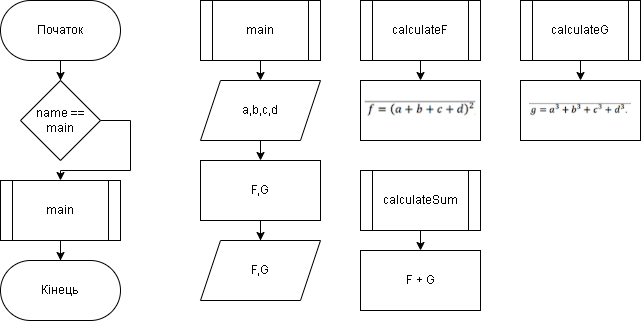 Початок
name ==
main
main
Кінець
main
a,b,c,d
F,G
F,G
calculateF
f = (a + b + c + d)²
calculateSum
F + G
calculateG
g = a³ + b³ + c³ + d³.